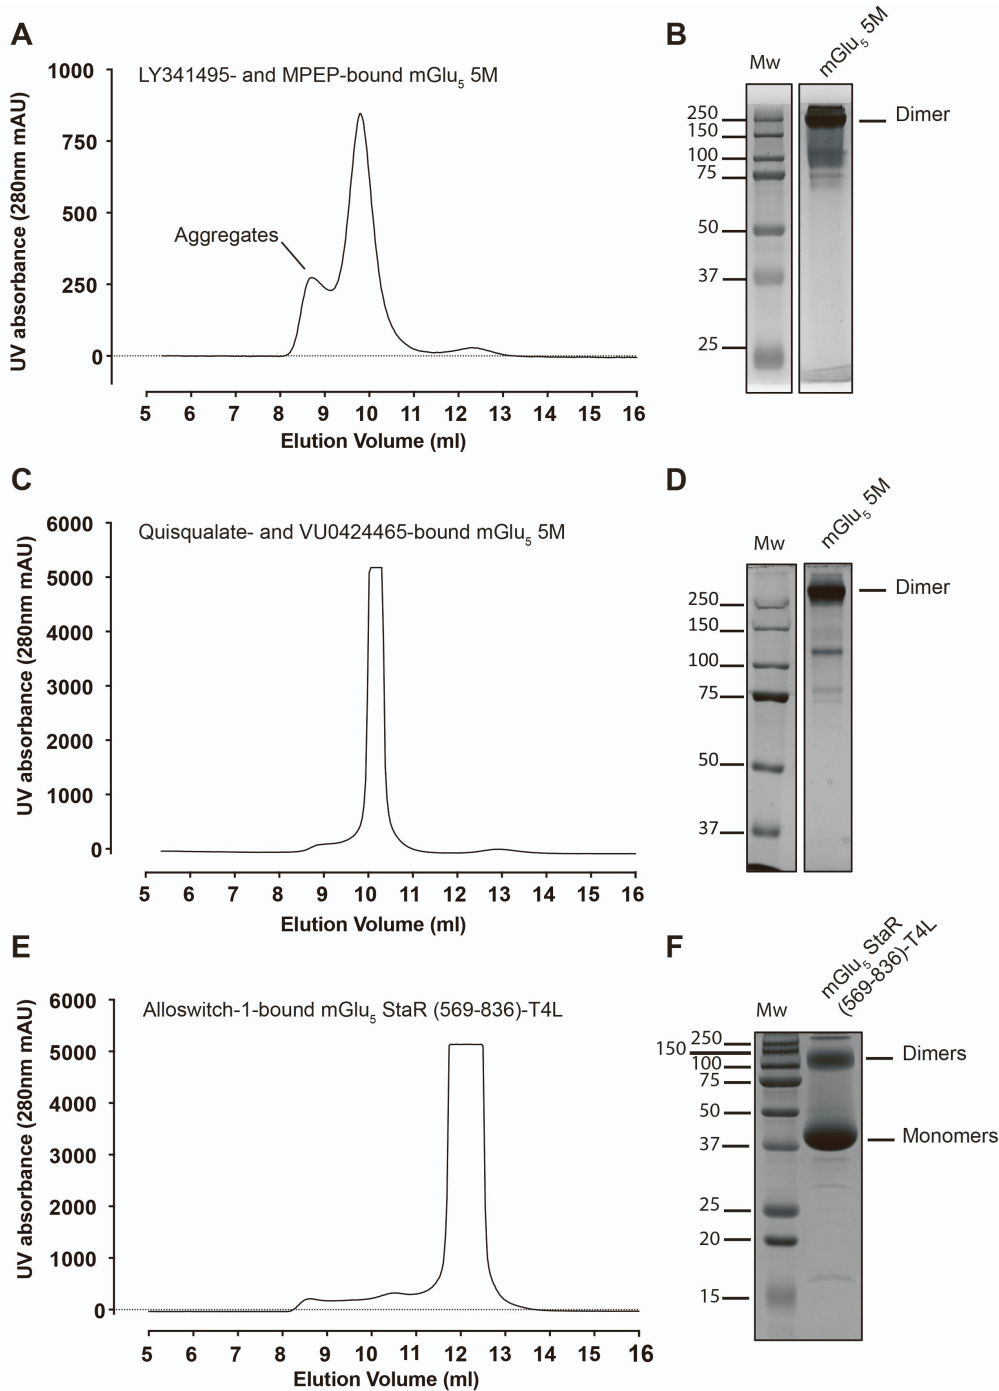 A
UV absorbance (280nm mAU)
1000
750
500
250
0
LY341495- and MPEP-bound mGlu5 5M
Aggregates
5 6 7 8 9 10 11 12 13 14 15 16
Elution Volume (ml)
B
Mw
mGlu5 5M
250
150
100
75
50
37
25
Dimer
C
UV absorbance (280nm mAU)
6000
5000
4000
3000
2000
1000
0
Quisqualate- and VU0424465-bound mGlu5 5M
5 6 7 8 9 10 11 12 13 14 15 16
Elution Volume (ml)
D
Mw
mGlu5 5M
250
150
100
75
50
37
Dimer
E
UV absorbance (280nm mAU)
6000
5000
4000
3000
2000
1000
0
Alloswitch-1-bound mGlu5 StaR (569-836)-T4L
5 6 7 8 9 10 11 12 13 14 15 16
Elution Volume (ml)
F
Mw
mGlu5 StaR
(569-836)-T4L
250
150
100
75
50
37
25
20
15
Dimers
Monomers